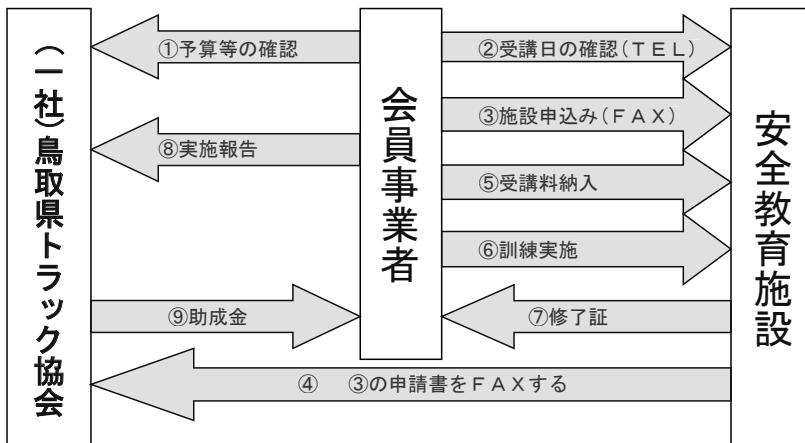 (一社)鳥取県トラック協会
①予算等の確認
⑧実施報告
⑨助成金
会員事業者
②受講日の確認(ＴＥＬ)
③施設申込み(ＦＡＸ)
⑤受講料納入
⑥訓練実施
⑦修了証
④　③の申請書をＦＡＸする
安全教育施設